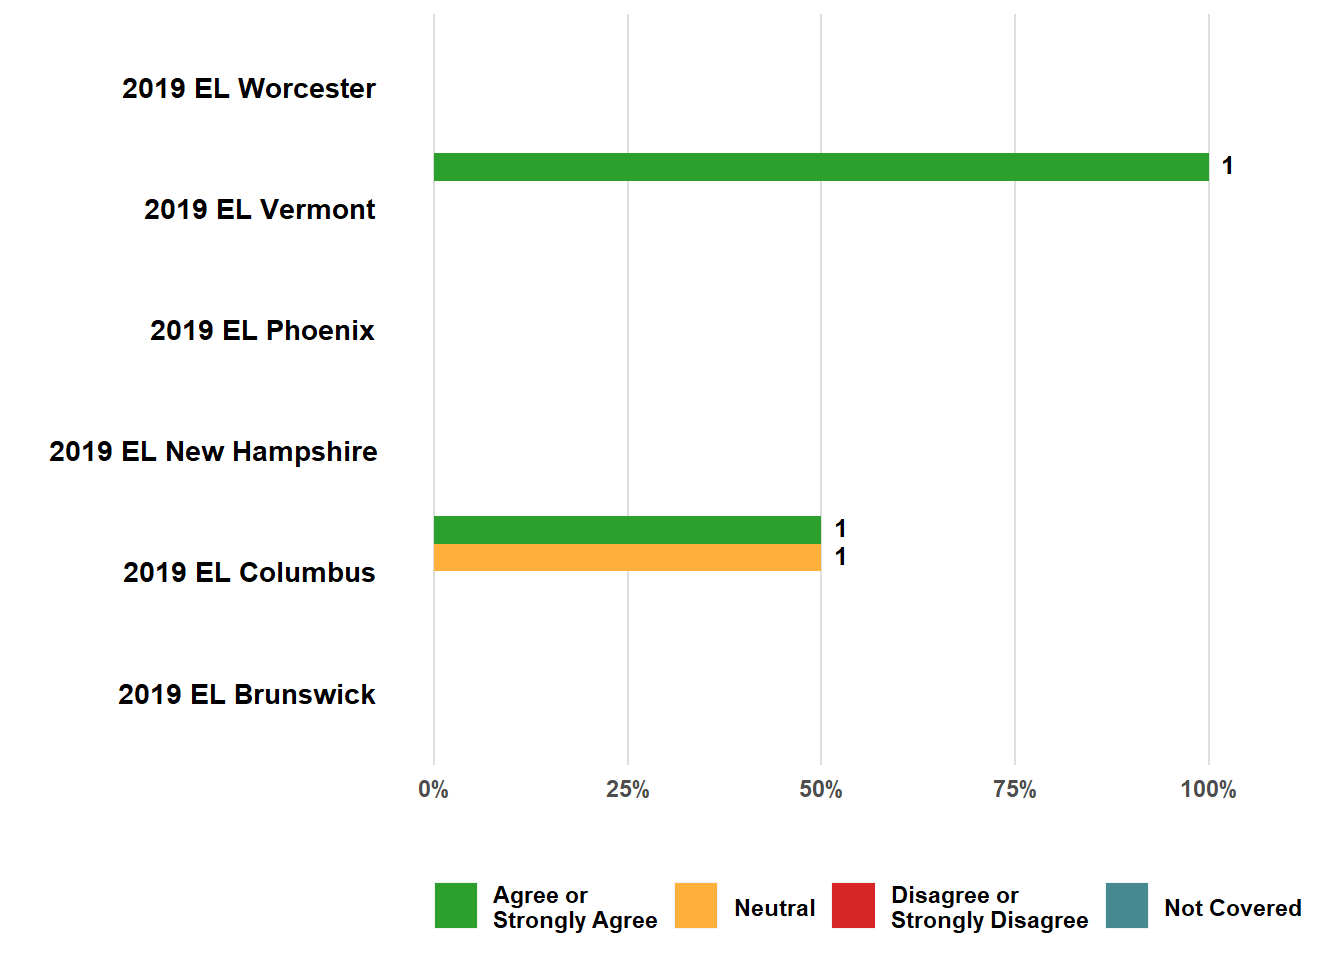 2019 EL Worcester
1
2019 EL Vermont
2019 EL Phoenix
2019 EL New Hampshire
1
1
2019 EL Columbus
2019 EL Brunswick
0% 25% 50% 75% 100%
Agree or
Strongly Agree
Neutral
Disagree or
Strongly Disagree
Not Covered